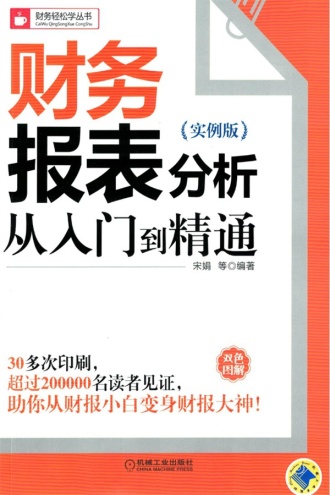 财务轻松学丛书
CaiWu QingSongXue CongShu
财务
《实例版》
报表分析
从入门到精通
宋娟 等◎编著
30多次印刷，
超过200000名读者见证，
助你从财报小白变身财报大神！
双色
图解
机械工业出版社
CHINA MACHINE PRESS